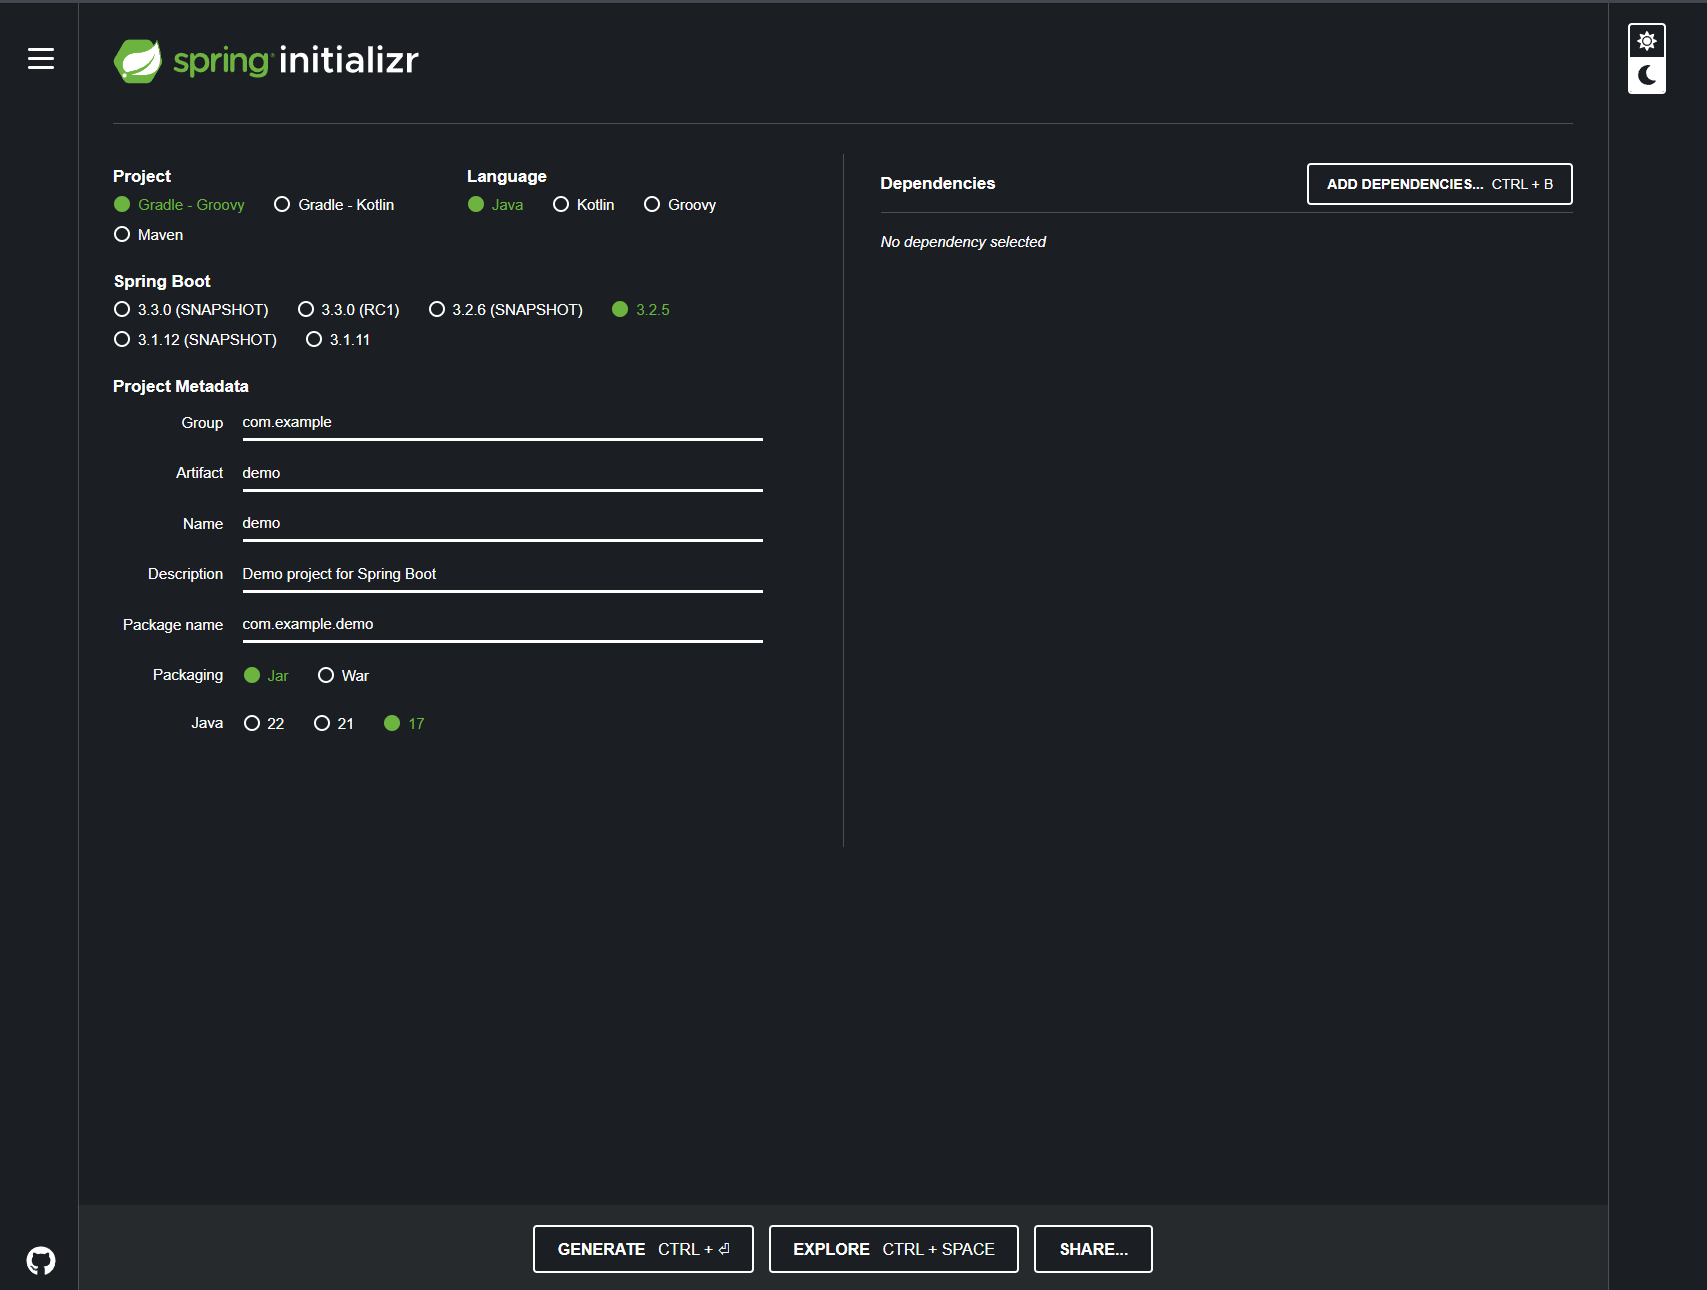 spring initializr
Project
Gradle - Groovy Gradle - Kotlin
Maven
Language
Java Kotlin Groovy
Spring Boot
3.3.0 (SNAPSHOT) 3.3.0 (RC1) 3.2.6 (SNAPSHOT) 3.2.5
3.1.12 (SNAPSHOT) 3.1.11
Project Metadata
Group com.example
Artifact demo
Name demo
Description Demo project for Spring Boot
Package name com.example.demo
Packaging Jar War
Java 22 21 17
Dependencies ADD DEPENDENCIES... CTRL + B
No dependency selected
GENERATE CTRL + ⏎ EXPLORE CTRL + SPACE SHARE...